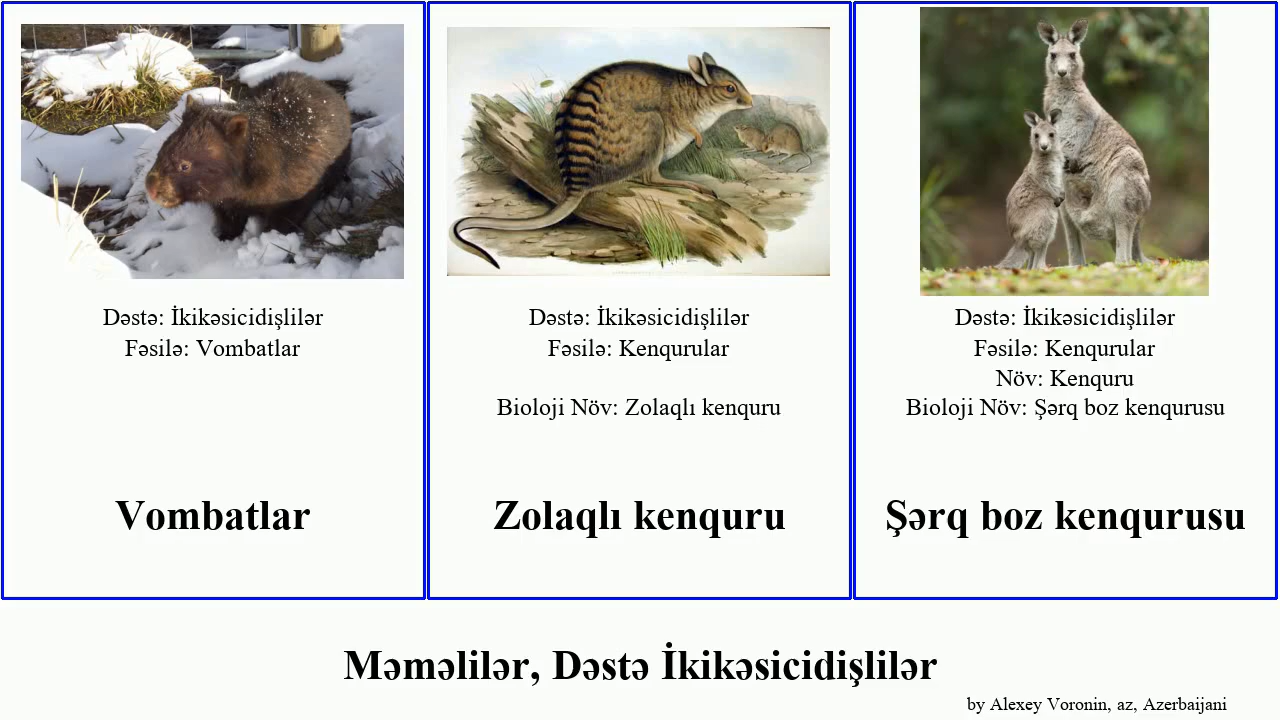 Dəstə: İkikəsicidişlilər
Fəsilə: Vombatlar
Vombatlar
Dəstə: İkikəsicidişlilər
Fəsilə: Kenqurular
Bioloji Növ: Zolaqlı kenquru
Zolaqlı kenquru
Dəstə: İkikəsicidişlilər
Fəsilə: Kenqurular
Növ: Kenquru
Bioloji Növ: Şərq boz kenqurusu
Şərq boz kenqurusu
Məməlilər, Dəstə İkikəsicidişlilər
by Alexey Voronin, az, Azerbaijani